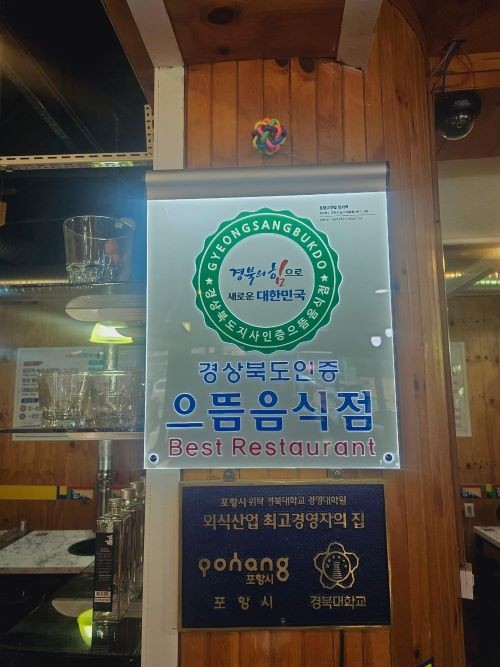 GYEONGSANGBUKDO
경북의 힘으로
새로운 대한민국
경상북도지사인증으뜸음식점
경상북도인증
으뜸음식점
Best Restaurant
포항시 위탁 경북대학교 경영대학원
외식산업 최고경영자의 집
pohang
포항시
포항시
경북대학교